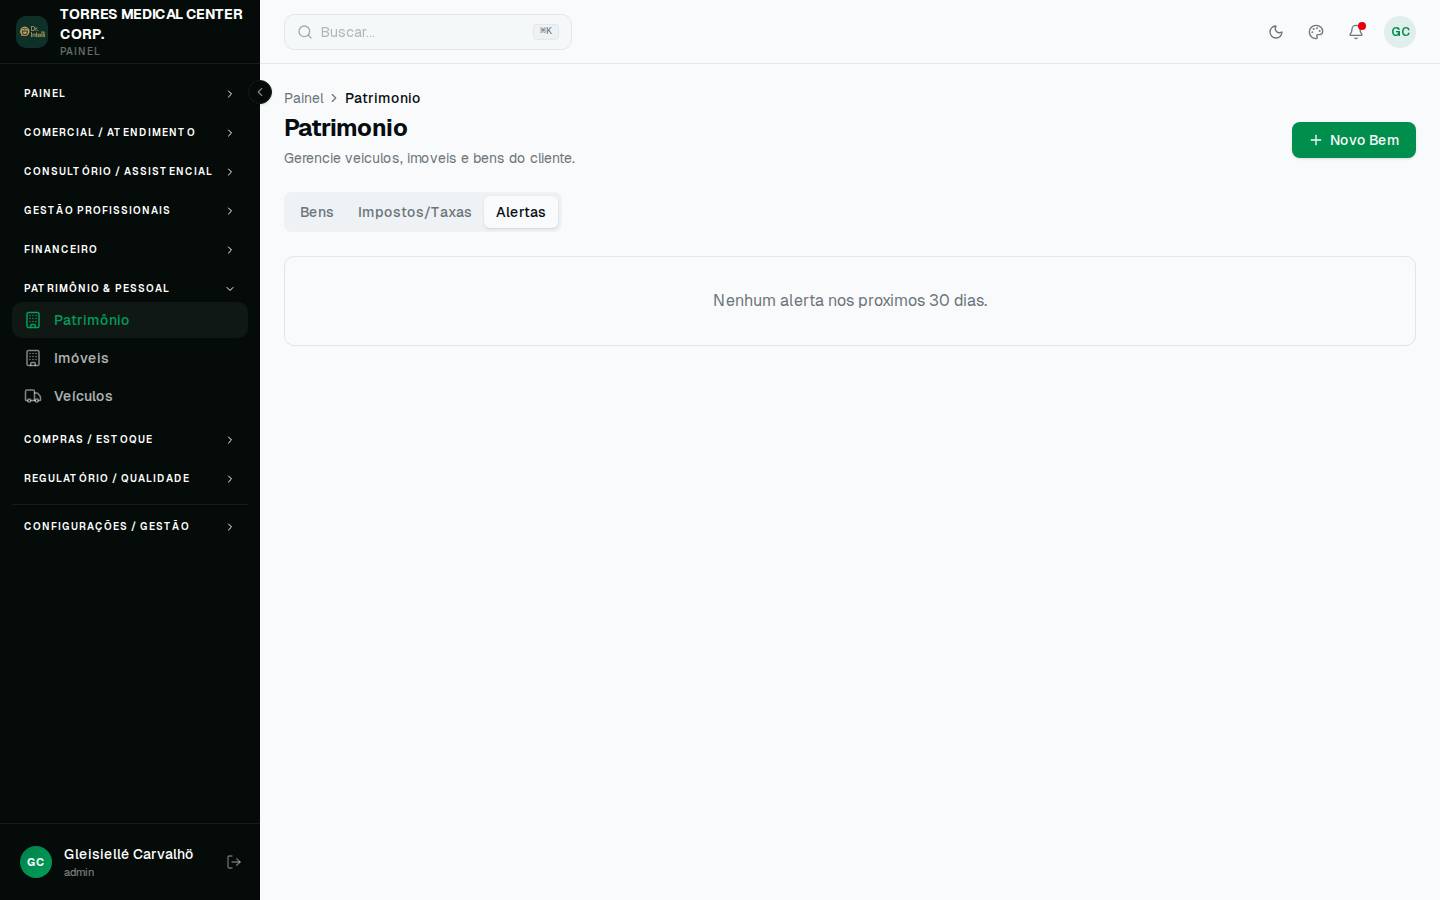 Dr.
Intelli
TORRES MEDICAL CENTER
CORP.
PAINEL
PAINEL
COMERCIAL / ATENDIMENTO
CONSULTÓRIO / ASSISTENCIAL
GESTÃO PROFISSIONAIS
FINANCEIRO
PATRIMÔNIO & PESSOAL
Patrimônio
Imóveis
Veículos
COMPRAS / ESTOQUE
REGULATÓRIO / QUALIDADE
CONFIGURAÇÕES / GESTÃO
GC
Gleisiellé Carvalhö
admin
Buscar...
⌘K
GC
Painel
Patrimonio
Patrimonio
Gerencie veiculos, imoveis e bens do cliente.
Novo Bem
Bens
Impostos/Taxas
Alertas
Nenhum alerta nos proximos 30 dias.